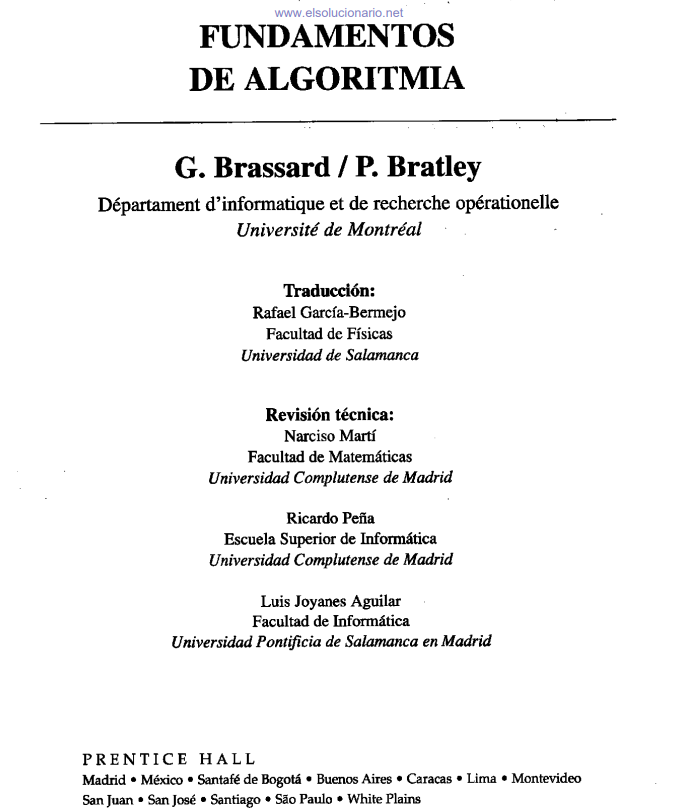 www.elsolucionario.net
FUNDAMENTOS
DE ALGORITMIA
G. Brassard / P. Bratley
Départament d'informatique et de recherche opérationelle
Université de Montréal
Traducción:
Rafael García-Bermejo
Facultad de Físicas
Universidad de Salamanca
Revisión técnica:
Narciso Martí
Facultad de Matemáticas
Universidad Complutense de Madrid
Ricardo Peña
Escuela Superior de Informática
Universidad Complutense de Madrid
Luis Joyanes Aguilar
Facultad de Informática
Universidad Pontificia de Salamanca en Madrid
PRENTICE HALL
Madrid • México • Santafé de Bogotá • Buenos Aires • Caracas • Lima • Montevideo
San Juan • San José • Santiago • São Paulo • White Plains